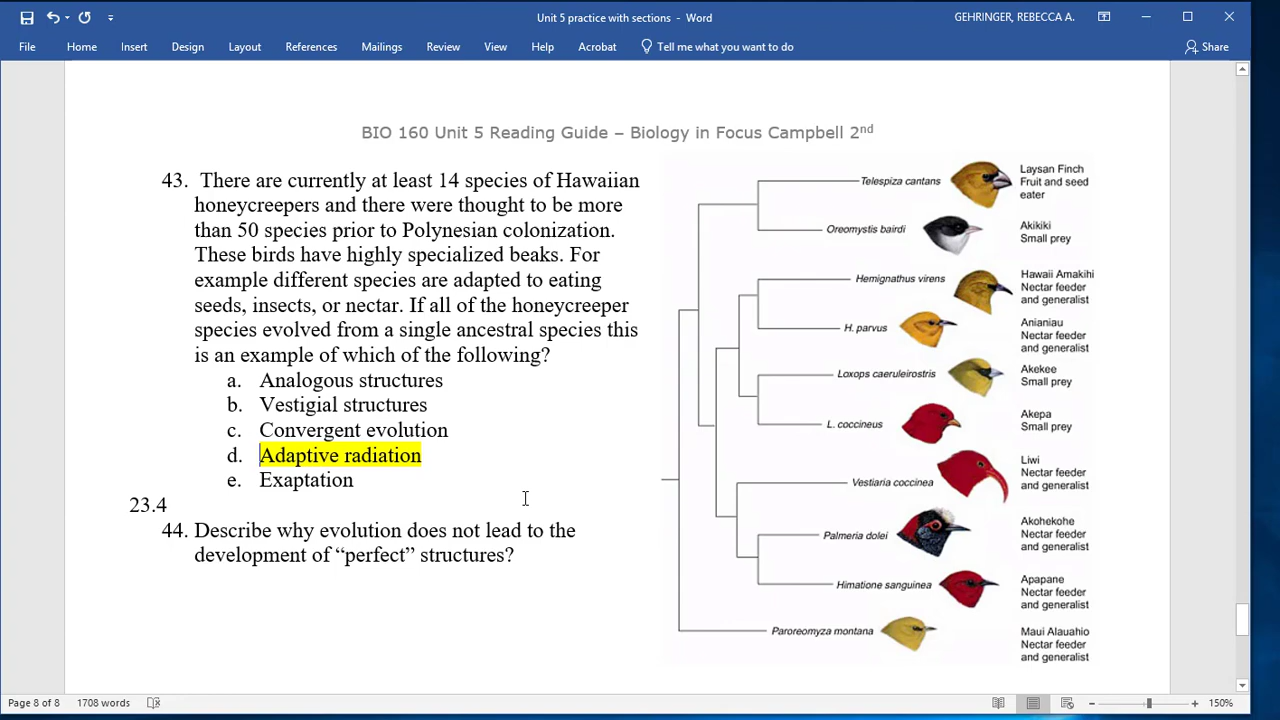 Unit 5 practice with sections - Word
GEHRINGER, REBECCA A.
File Home Insert Design Layout References Mailings Review View Help Acrobat Tell me what you want to do Share
BIO 160 Unit 5 Reading Guide – Biology in Focus Campbell 2nd
43. There are currently at least 14 species of Hawaiian
honeycreepers and there were thought to be more
than 50 species prior to Polynesian colonization.
These birds have highly specialized beaks. For
example different species are adapted to eating
seeds, insects, or nectar. If all of the honeycreeper
species evolved from a single ancestral species this
is an example of which of the following?
a. Analogous structures
b. Vestigial structures
c. Convergent evolution
d. Adaptive radiation
e. Exaptation
23.4
44. Describe why evolution does not lead to the
development of “perfect” structures?
Telespiza cantans
Laysan Finch
Fruit and seed
eater
Oreomystis bairdi
Akikiki
Small prey
Hemignathus virens
Hawaii Amakihi
Nectar feeder
and generalist
H. parvus
Anianiau
Nectar feeder
and generalist
Loxops caeruleirostris
Akekee
Small prey
L. coccineus
Akepa
Small prey
Vestiaria coccinea
Liwi
Nectar feeder
and generalist
Palmeria dolei
Akohekohe
Nectar feeder
and generalist
Himatione sanguinea
Apapane
Nectar feeder
and generalist
Paroreomyza montana
Maui Alauahio
Nectar feeder
and generalist
Page 8 of 8 1708 words 150%